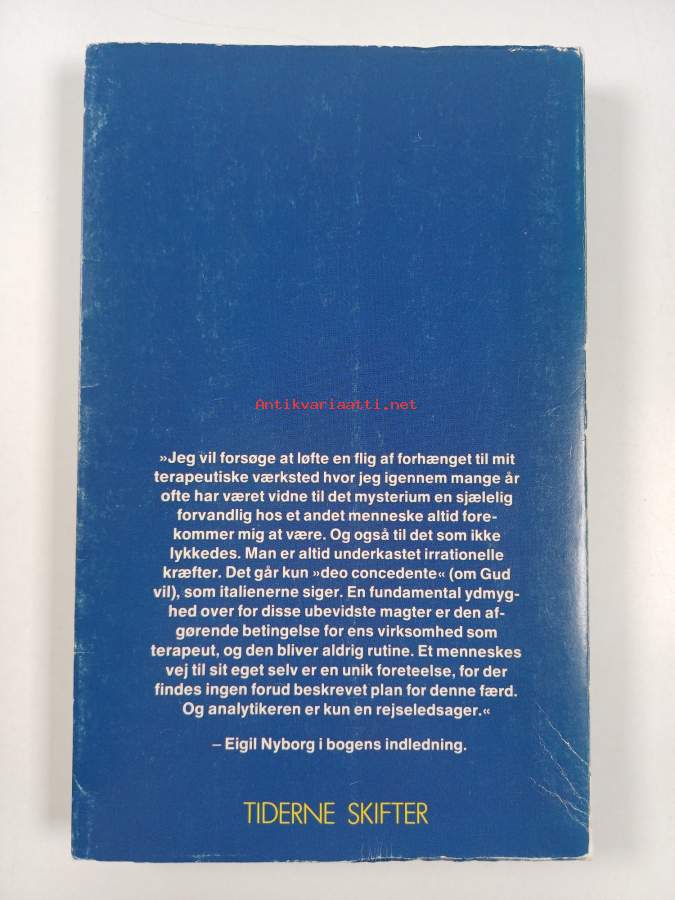 Antikvariaatti.net
»Jeg vil forsøge at løfte en flig af forhænget til mit
terapeutiske værksted hvor jeg igennem mange år
ofte har været vidne til det mysterium en sjælelig
forvandlig hos et andet menneske altid fore-
kommer mig at være. Og også til det som ikke
lykkedes. Man er altid underkastet irrationelle
kræfter. Det går kun »deo concedente« (om Gud
vil), som italienerne siger. En fundamental ydmyg-
hed over for disse ubevidste magter er den af-
gørende betingelse for ens virksomhed som
terapeut, og den bliver aldrig rutine. Et menneskes
vej til sit eget selv er en unik foreteelse, for der
findes ingen forud beskrevet plan for denne færd.
Og analytikeren er kun en rejseledsager.«
– Eigil Nyborg i bogens indledning.
TIDERNE SKIFTER